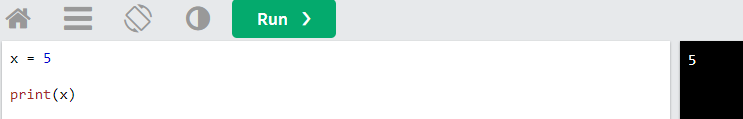 Run ❯
x = 5
print(x)
5